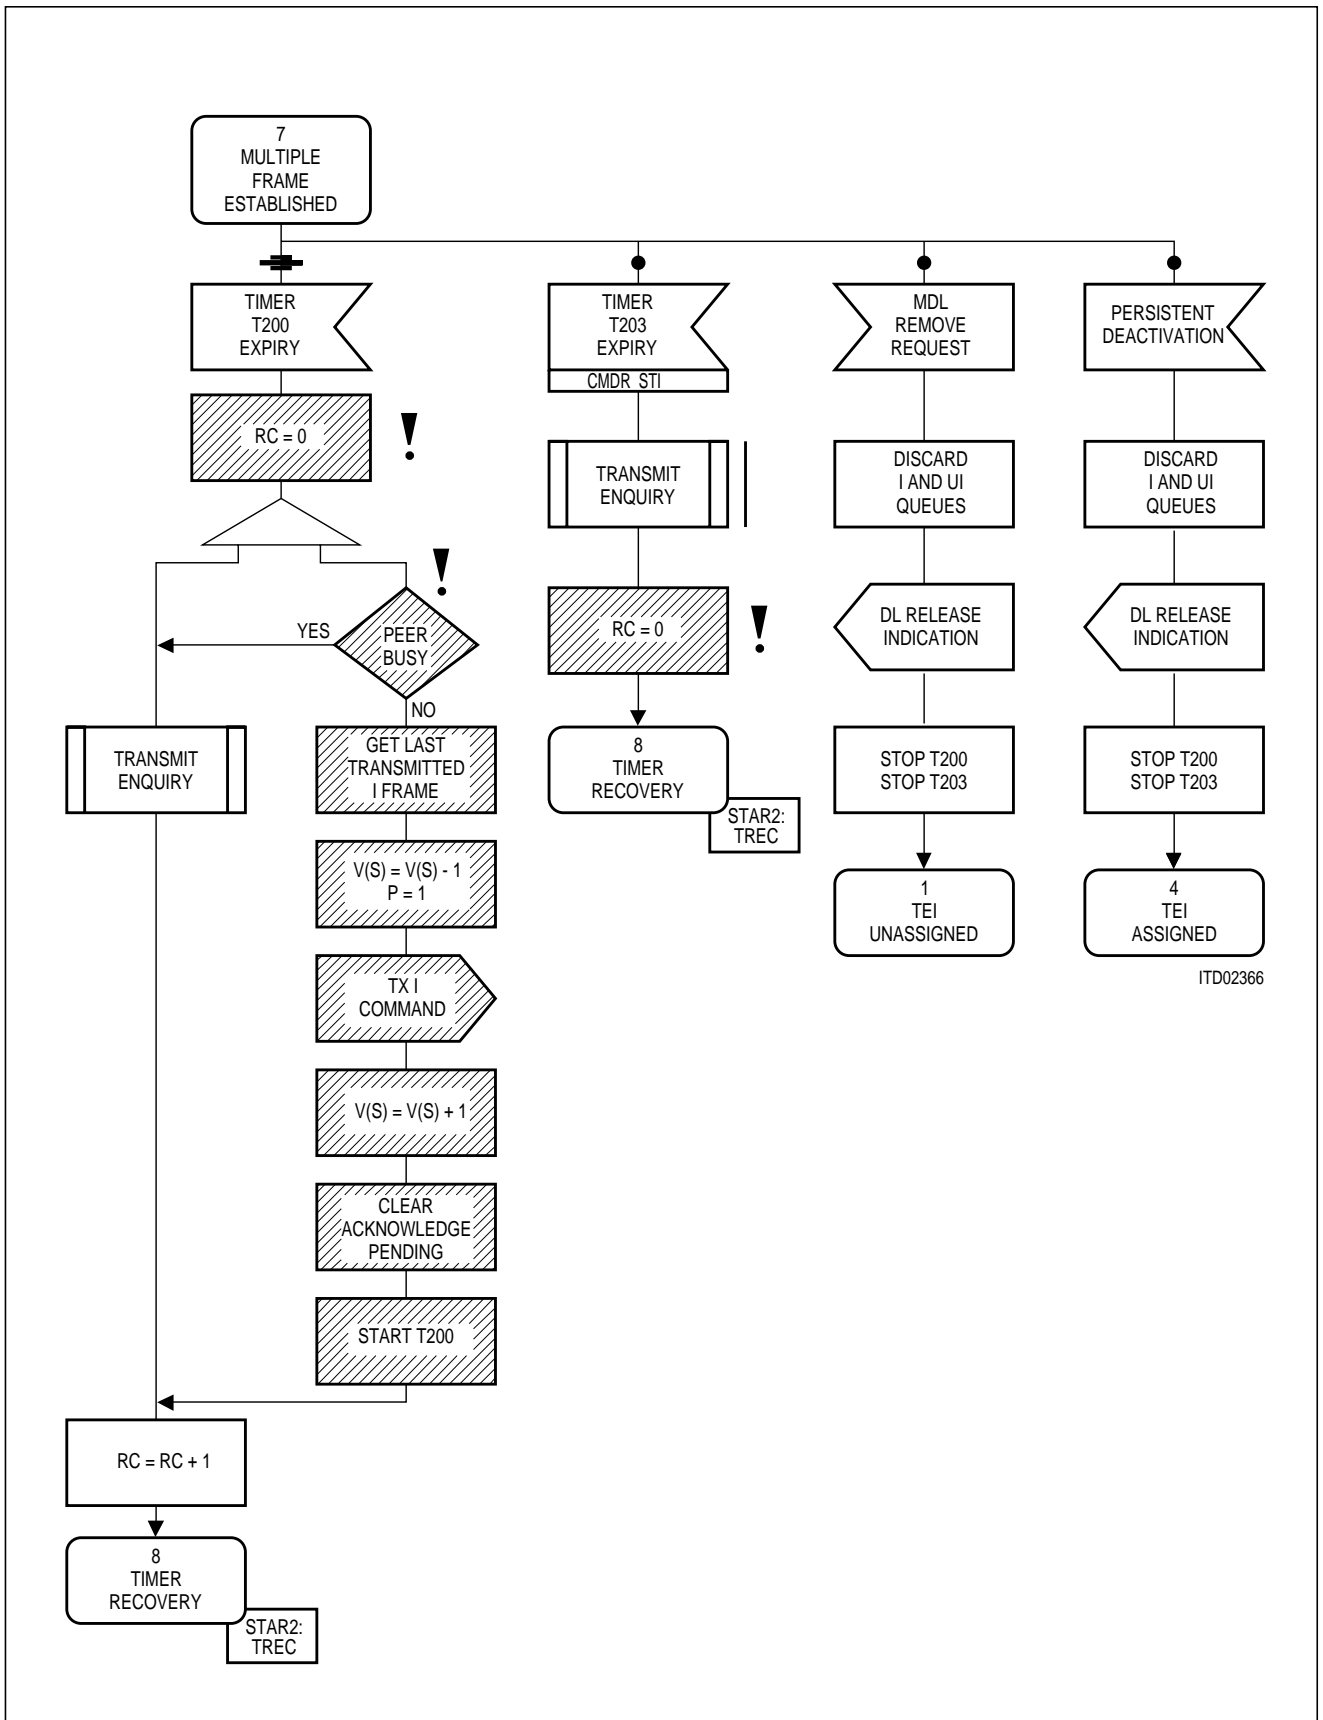 7
MULTIPLE
FRAME
ESTABLISHED
TIMER
T200
EXPIRY
RC = 0
!
YES
PEER
BUSY
!
NO
TRANSMIT
ENQUIRY
GET LAST
TRANSMITTED
I FRAME
V(S) = V(S) - 1
P = 1
TX I
COMMAND
V(S) = V(S) + 1
CLEAR
ACKNOWLEDGE
PENDING
START T200
RC = RC + 1
8
TIMER
RECOVERY
STAR2:
TREC
TIMER
T203
EXPIRY
CMDR STI
TRANSMIT
ENQUIRY
RC = 0
!
8
TIMER
RECOVERY
STAR2:
TREC
MDL
REMOVE
REQUEST
DISCARD
I AND UI
QUEUES
DL RELEASE
INDICATION
STOP T200
STOP T203
1
TEI
UNASSIGNED
PERSISTENT
DEACTIVATION
DISCARD
I AND UI
QUEUES
DL RELEASE
INDICATION
STOP T200
STOP T203
4
TEI
ASSIGNED
ITD02366